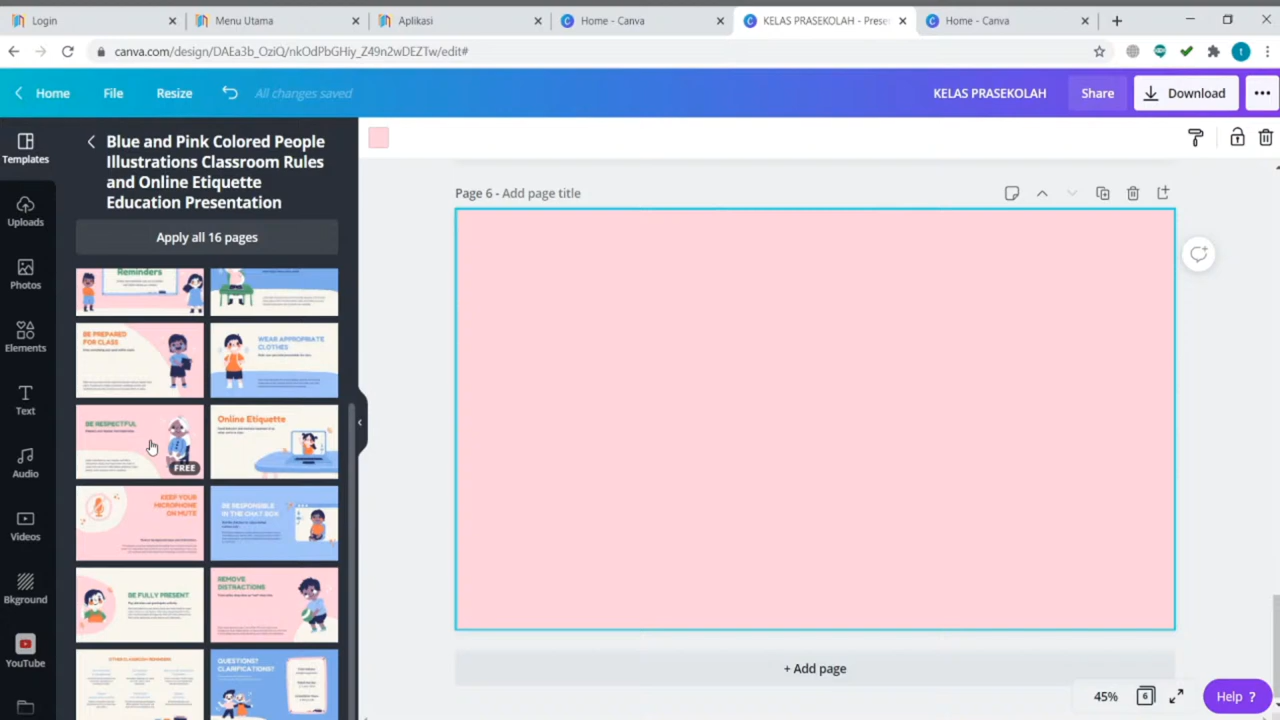 Login
Menu Utama
Aplikasi
Home - Canva
KELAS PRASEKOLAH - Prese
Home - Canva
canva.com/design/DAEa3b_OziQ/nkOdPbGHiy_Z49n2wDEZTw/edit#
t
Home
File
Resize
All changes saved
KELAS PRASEKOLAH
Share
Download
Templates
Uploads
Photos
Elements
Text
Audio
Videos
Bkground
YouTube
Blue and Pink Colored People
Illustrations Classroom Rules
and Online Etiquette
Education Presentation
Apply all 16 pages
Reminders
BE PREPARED
FOR CLASS
WEAR APPROPRIATE
CLOTHES
BE RESPECTFUL
FREE
Online Etiquette
KEEP YOUR
MICROPHONE
ON MUTE
BE RESPONSIBLE
IN THE CHAT BOX
BE FULLY PRESENT
REMOVE
DISTRACTIONS
QUESTIONS?
CLARIFICATIONS?
Page 6 - Add page title
+ Add page
45%
6
Help ?